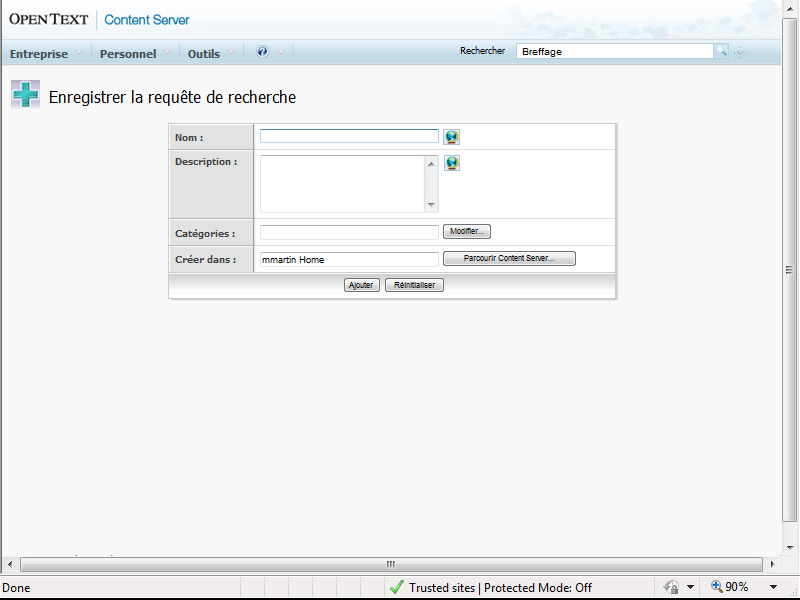 OPEN TEXT | Content Server
Entreprise Personnel Outils ? Rechercher Breffage
Enregistrer la requête de recherche
Nom :
Description :
Catégories : Modifier...
Créer dans : mmartin Home Parcourir Content Server...
Ajouter Réinitialiser
Done Trusted sites | Protected Mode: Off 90%